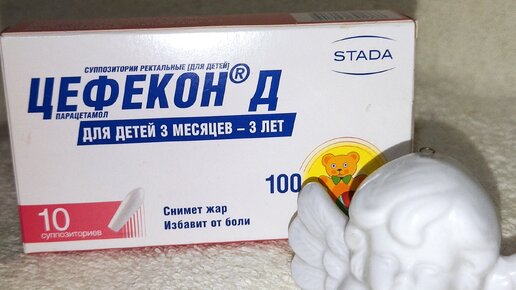 СУППОЗИТОРИИ РЕКТАЛЬНЫЕ (ДЛЯ ДЕТЕЙ)
STADA
ЦЕФЕКОН® Д
ПАРАЦЕТАМОЛ
ДЛЯ ДЕТЕЙ 3 МЕСЯЦЕВ – 3 ЛЕТ
100
10
суппозиториев
Снимет жар
Избавит от боли